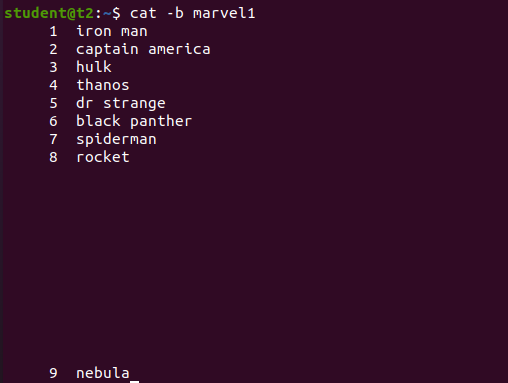 student@t2:~$ cat -b marvel1
1 iron man
2 captain america
3 hulk
4 thanos
5 dr strange
6 black panther
7 spiderman
8 rocket
9 nebula